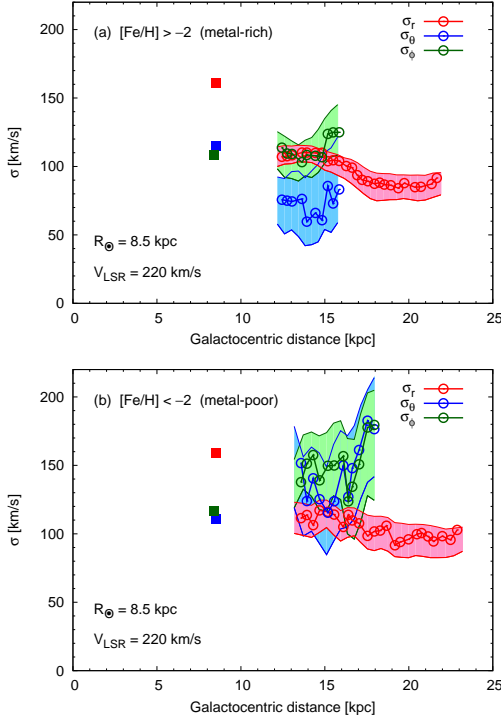 (a) [Fe/H] > −2 (metal-rich)
σr
σθ
σϕ
200
150
100
50
0
σ [km/s]
R☉ = 8.5 kpc
VLSR = 220 km/s
0 5 10 15 20 25
Galactocentric distance [kpc]
(b) [Fe/H] < −2 (metal-poor)
σr
σθ
σϕ
200
150
100
50
0
σ [km/s]
R☉ = 8.5 kpc
VLSR = 220 km/s
0 5 10 15 20 25
Galactocentric distance [kpc]